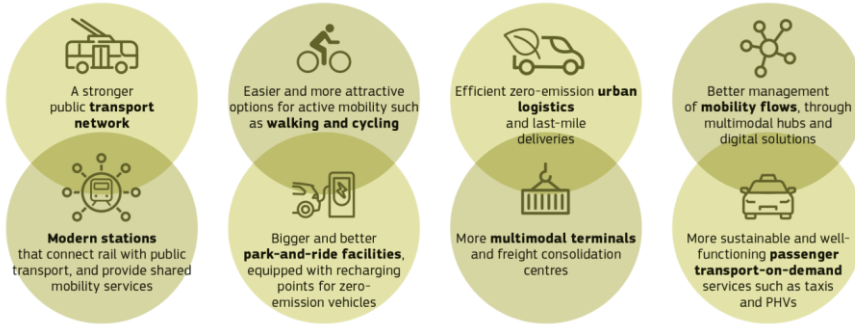 A stronger
public transport
network
Easier and more attractive
options for active mobility such
as walking and cycling
Efficient zero-emission urban
logistics
and last-mile
deliveries
Better management
of mobility flows, through
multimodal hubs and
digital solutions
Modern stations
that connect rail with public
transport, and provide shared
mobility services
Bigger and better
park-and-ride facilities,
equipped with recharging
points for zero-
emission vehicles
More multimodal terminals
and freight consolidation
centres
More sustainable and well-
functioning passenger
transport-on-demand
services such as taxis
and PHVs